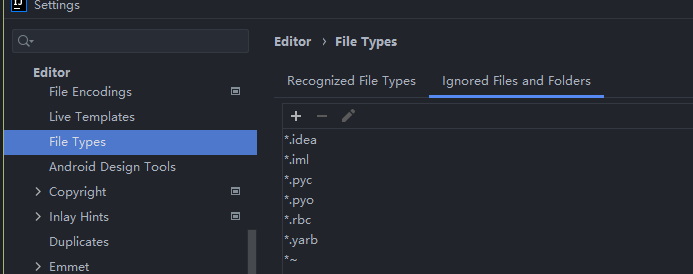 IJ Settings
Editor
File Encodings
Live Templates
File Types
Android Design Tools
Copyright
Inlay Hints
Duplicates
Emmet
Editor › File Types
Recognized File Types Ignored Files and Folders
*.idea
*.iml
*.pyc
*.pyo
*.rbc
*.yarb
*~